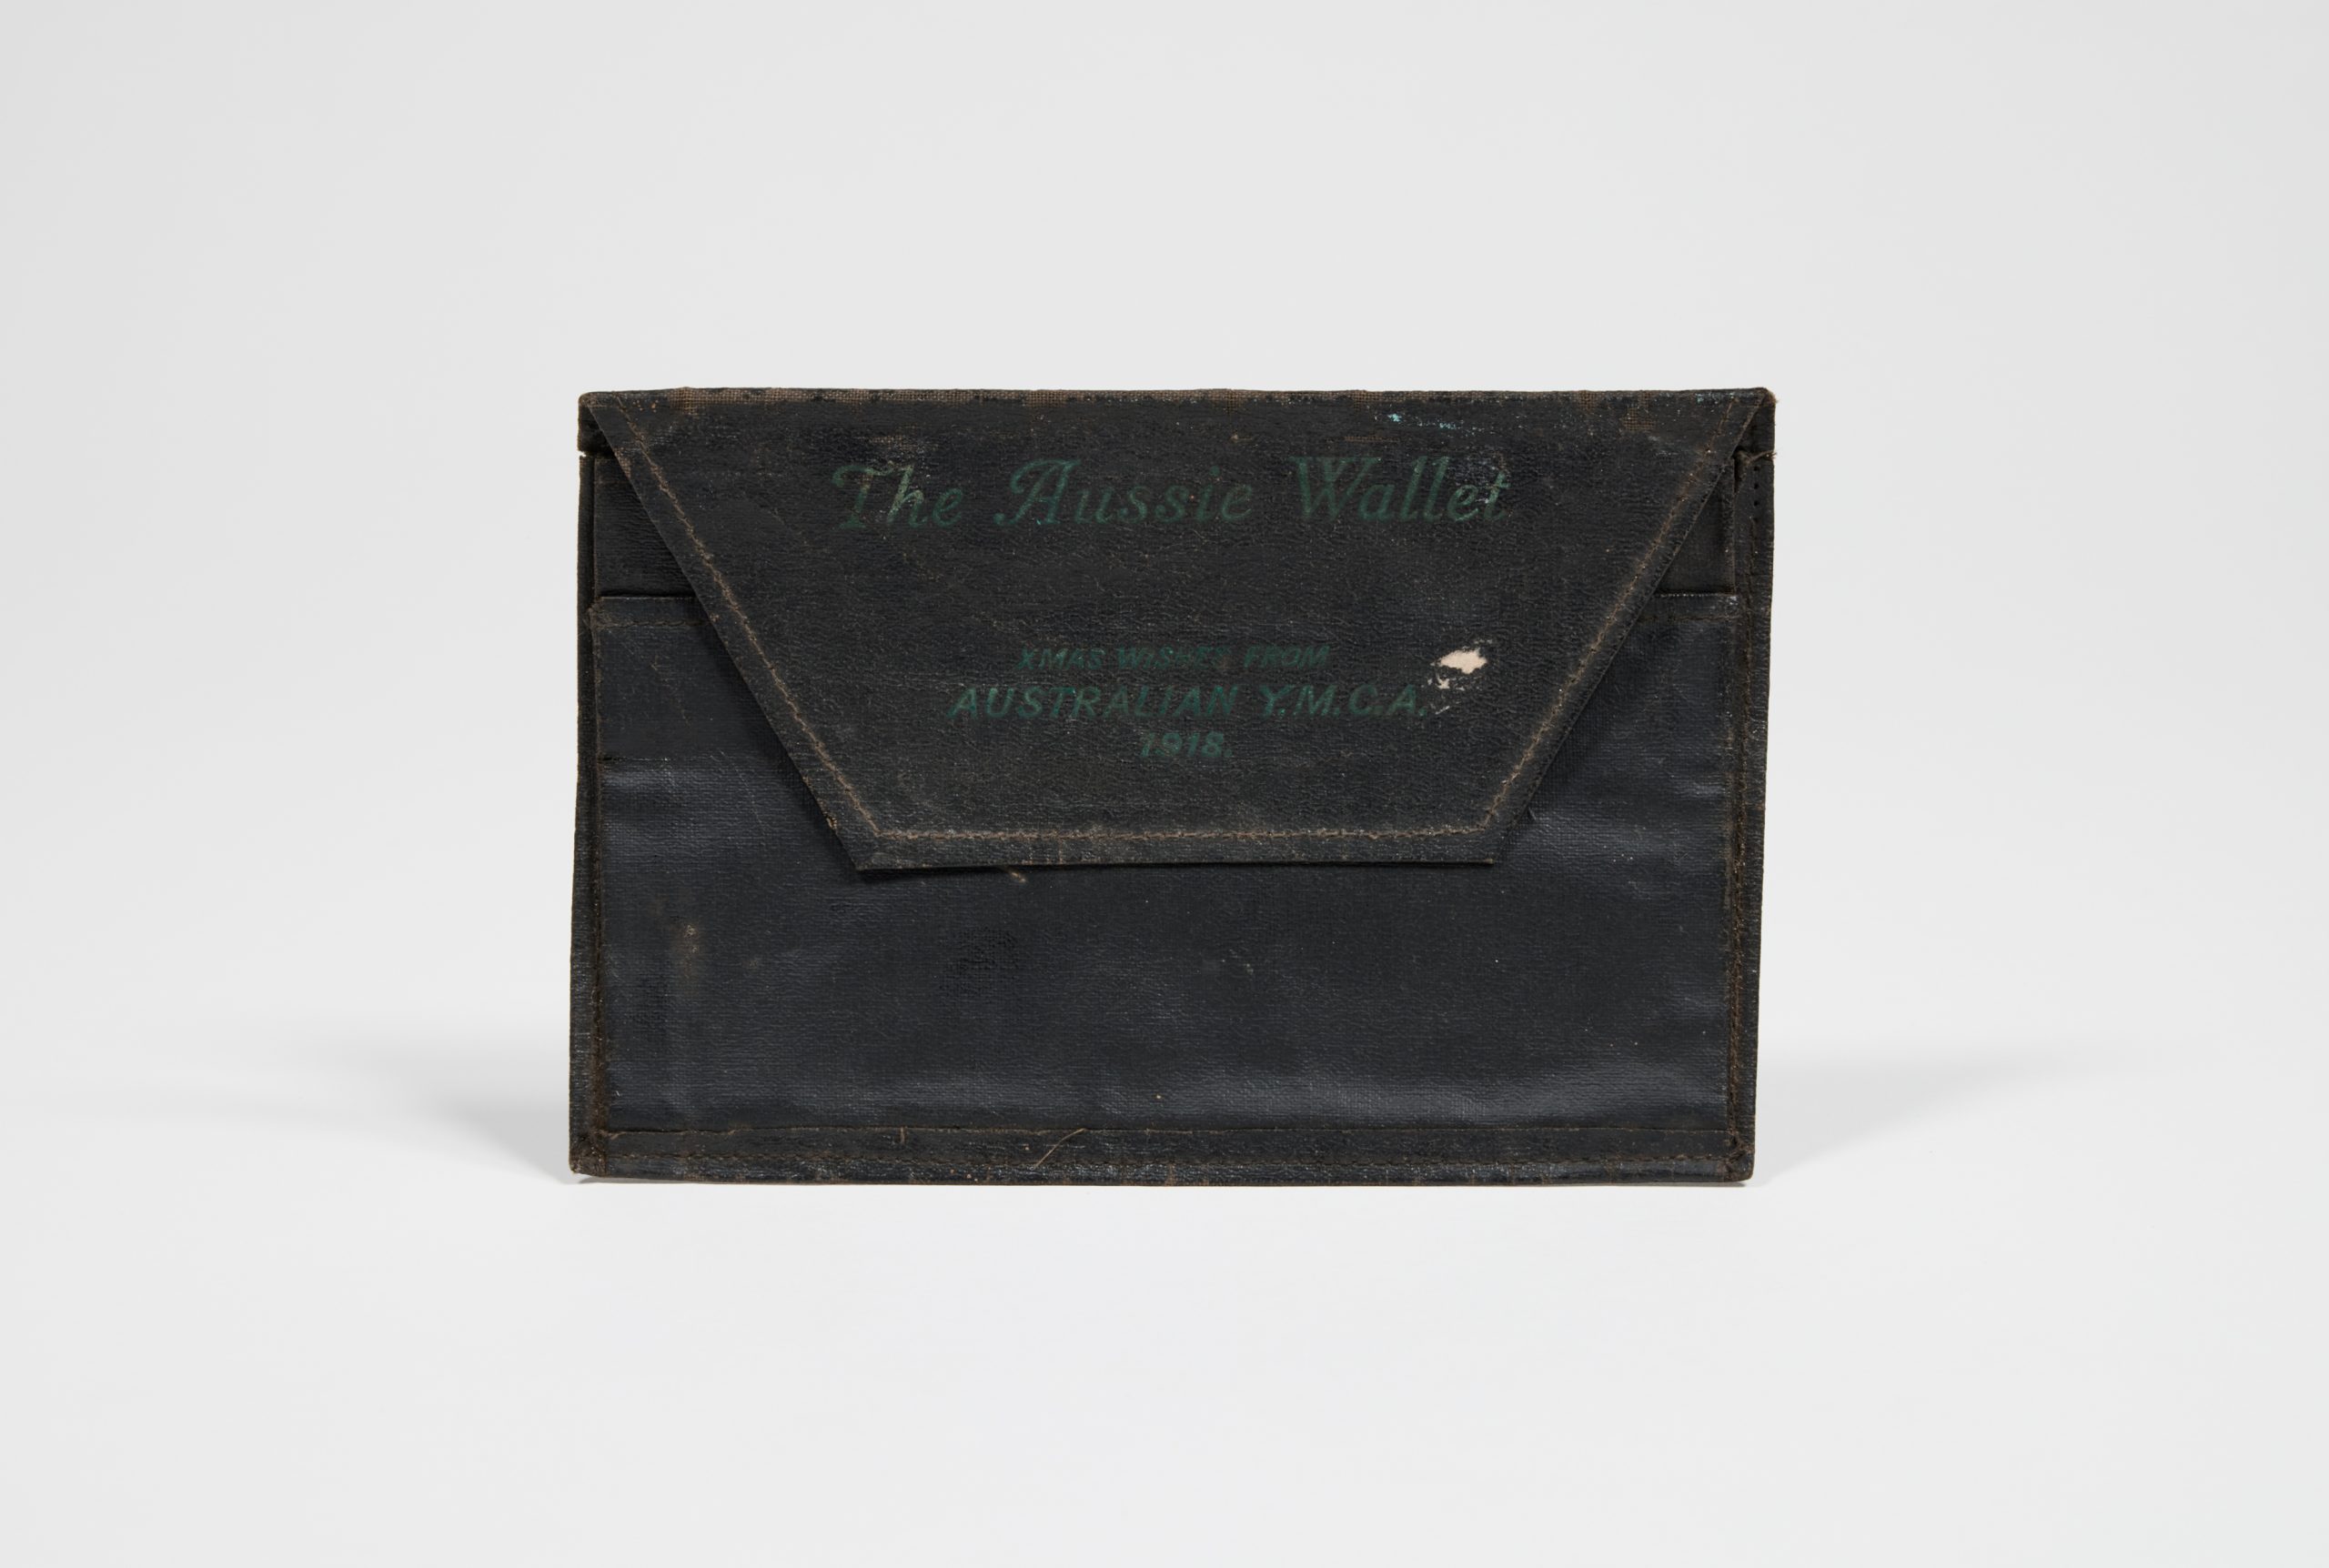 The Aussie Wallet
XMAS WISHES FROM
AUSTRALIAN Y.M.C.A.
1918.